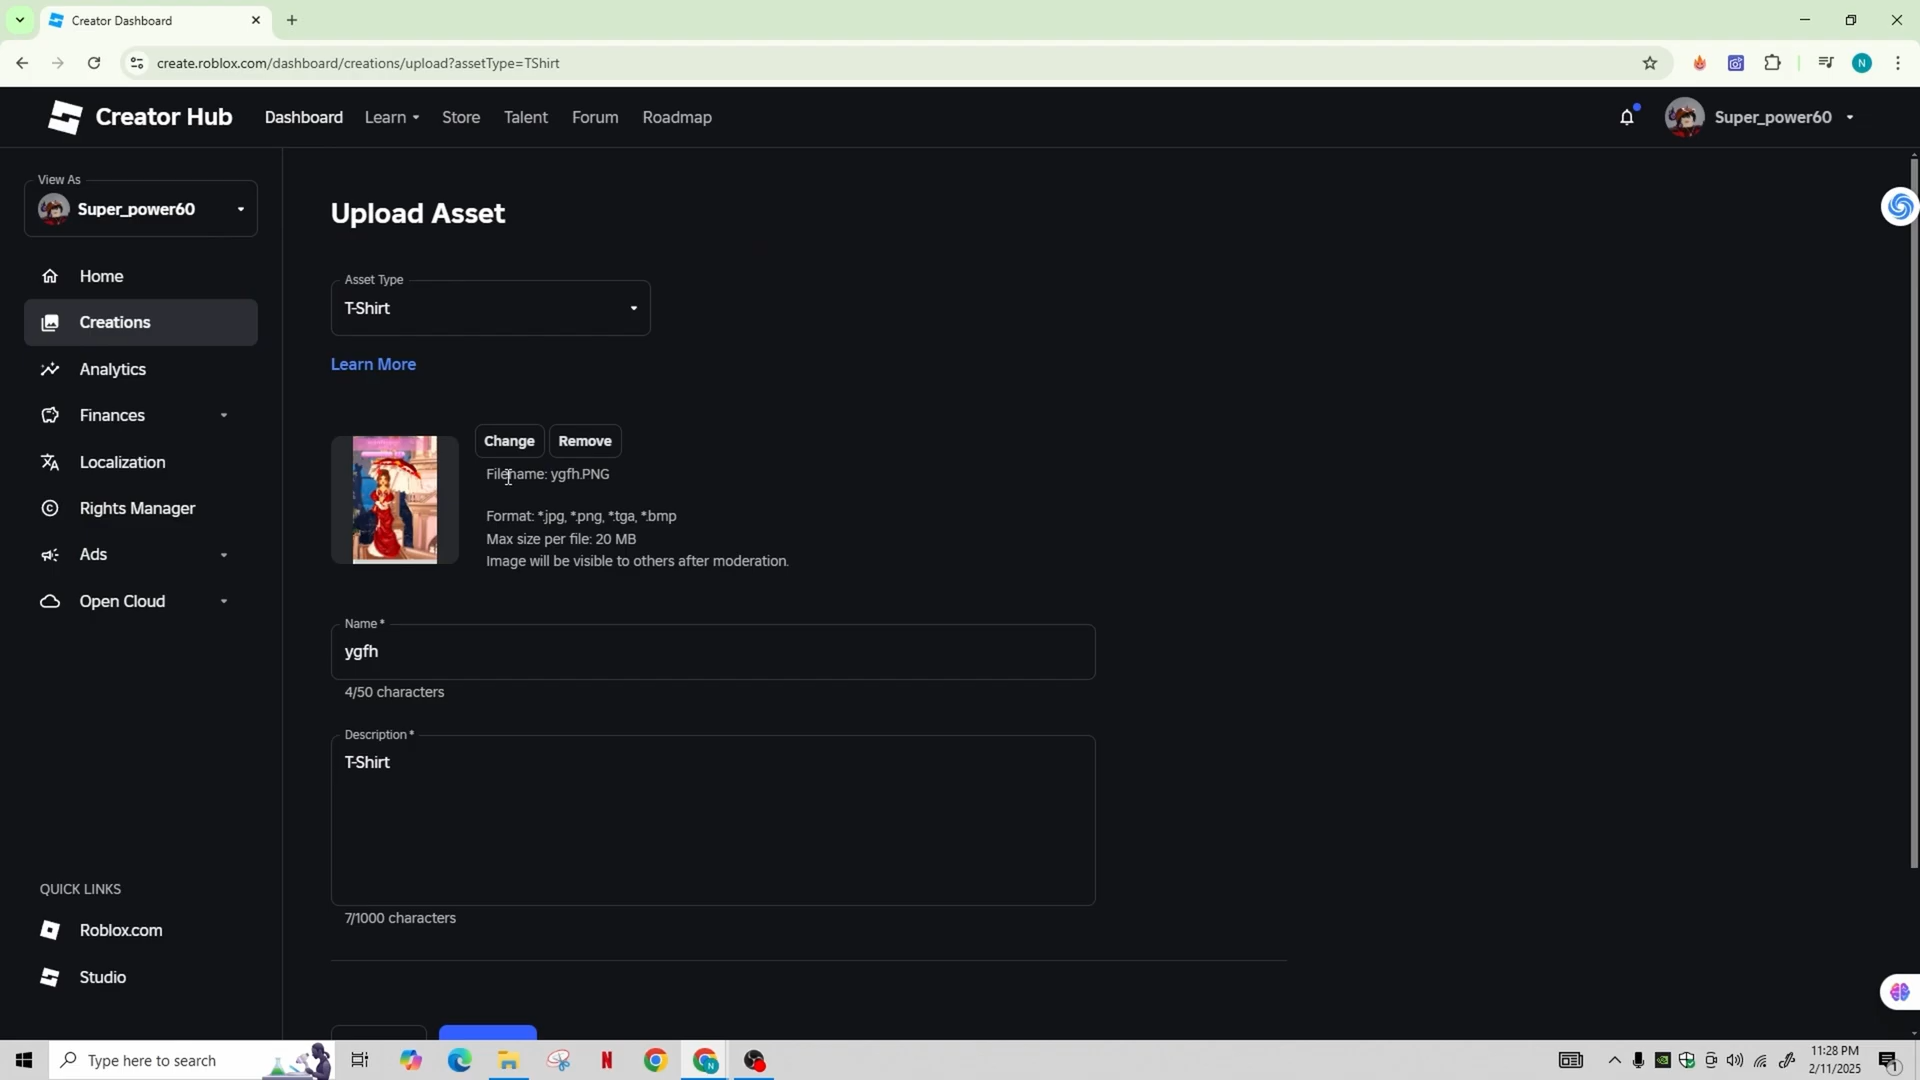 Creator Dashboard
create.roblox.com/dashboard/creations/upload?assetType=TShirt
N
Creator Hub
Dashboard
Learn
Store
Talent
Forum
Roadmap
Super_power60
View As
Super_power60
Home
Creations
Analytics
Finances
Localization
Rights Manager
Ads
Open Cloud
QUICK LINKS
Roblox.com
Studio
Upload Asset
Asset Type
T-Shirt
Learn More
Change
Remove
Filename: ygfh.PNG
Format: *.jpg, *.png, *.tga, *.bmp
Max size per file: 20 MB
Image will be visible to others after moderation.
Name *
ygfh
4/50 characters
Description *
T-Shirt
7/1000 characters
Type here to search
11:28 PM
2/11/2025